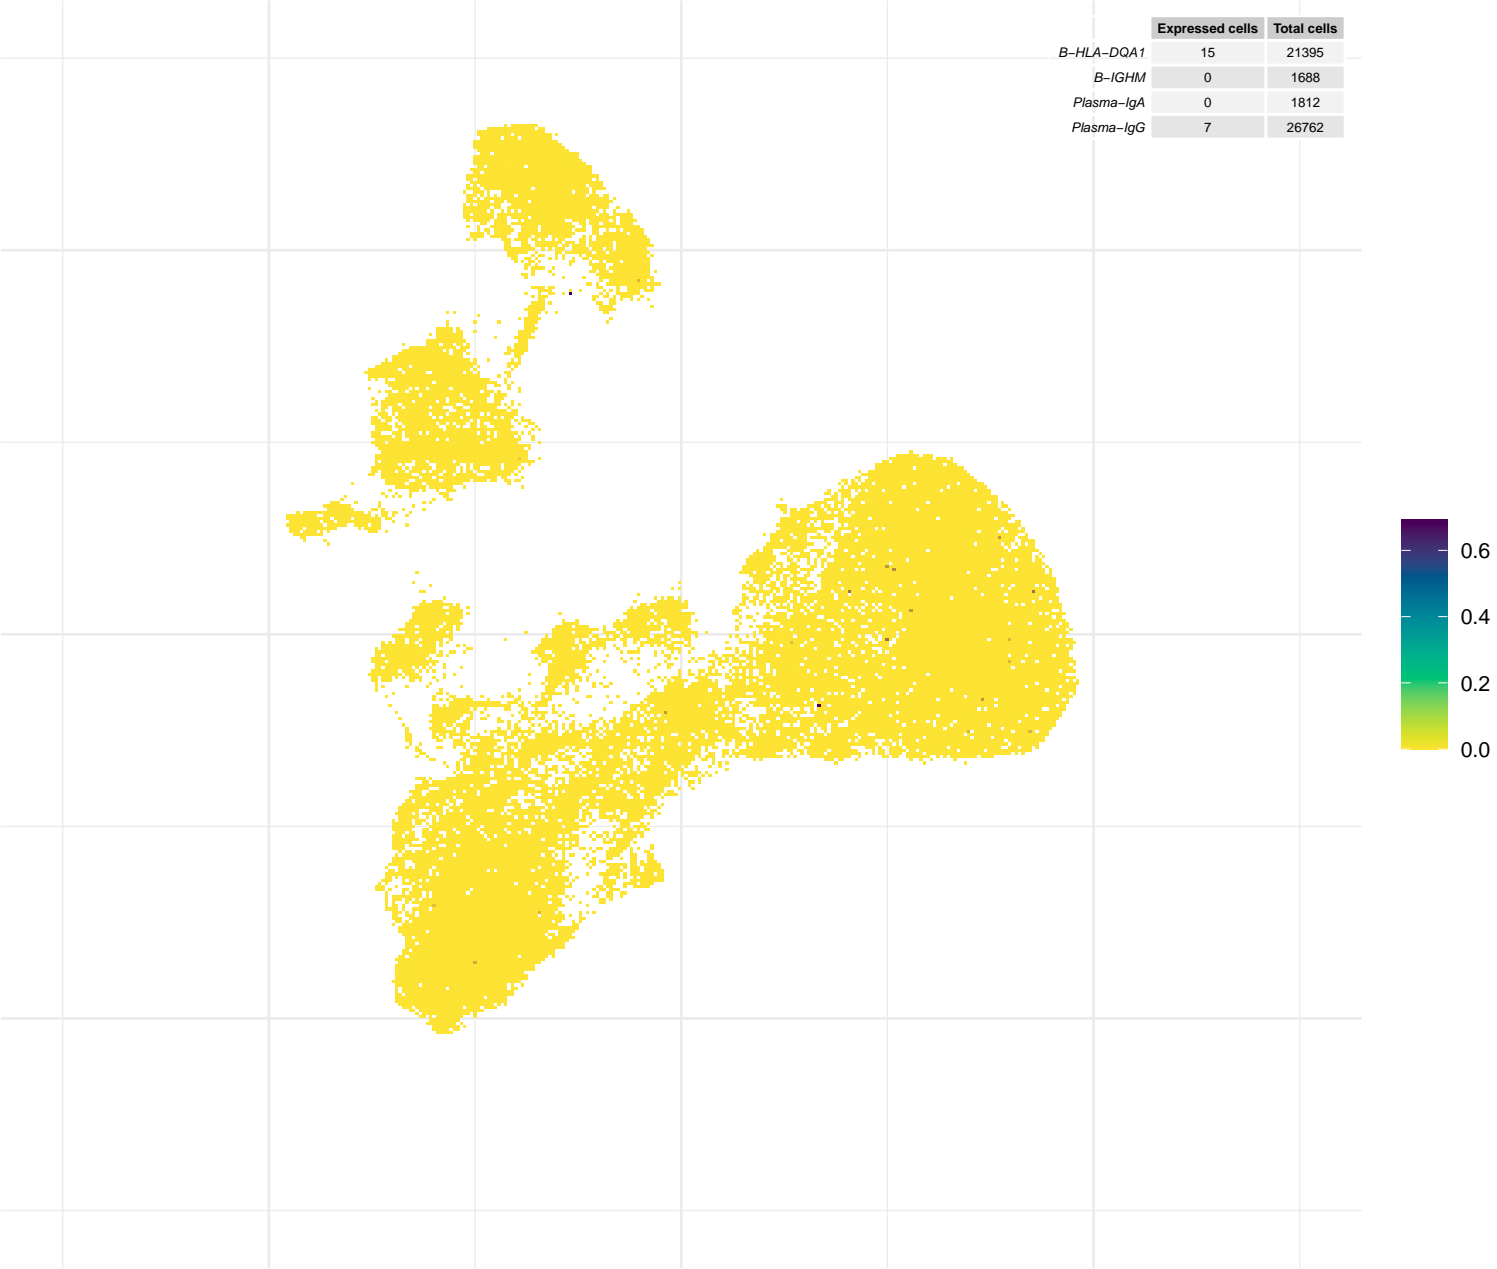 Expressed cells Total cells
B−HLA−DQA1 15 21395
B−IGHM 0 1688
Plasma−IgA 0 1812
Plasma−IgG 7 26762
0.6
0.4
0.2
0.0